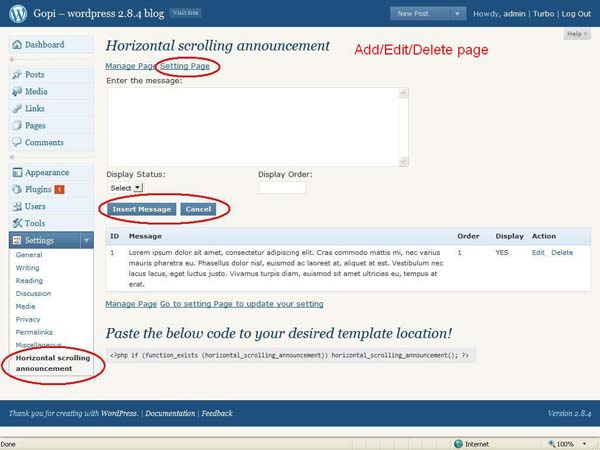 Gopi – wordpress 2.8.4 blog Visit Site New Post Howdy, admin | Turbo | Log Out
Help
Dashboard
Posts
Media
Links
Pages
Comments
Appearance
Plugins 1
Users
Tools
Settings
General
Writing
Reading
Discussion
Media
Privacy
Permalinks
Miscellaneous
Horizontal scrolling
announcement
Horizontal scrolling announcement
Add/Edit/Delete page
Manage Page Setting Page
Enter the message:
Display Status: Display Order:
Select
Insert Message Cancel
ID Message Order Display Action
1 Lorem ipsum dolor sit amet, consectetur adipiscing elit. Cras commodo mattis mi, nec varius 1 YES Edit Delete
mauris pharetra eu. Phasellus dolor nisl, euismod ac laoreet at, aliquet at est. Vestibulum nec
lacus lacus, eget luctus justo. Vivamus turpis diam, euismod sit amet ultricies eu, tempus at
erat.
Manage Page Go to setting Page to update your setting
Paste the below code to your desired template location!
<?php if (function_exists (horizontal_scrolling_announcement)) horizontal_scrolling_announcement(); ?>
Thank you for creating with WordPress. | Documentation | Feedback Version 2.8.4
Done Internet 100%